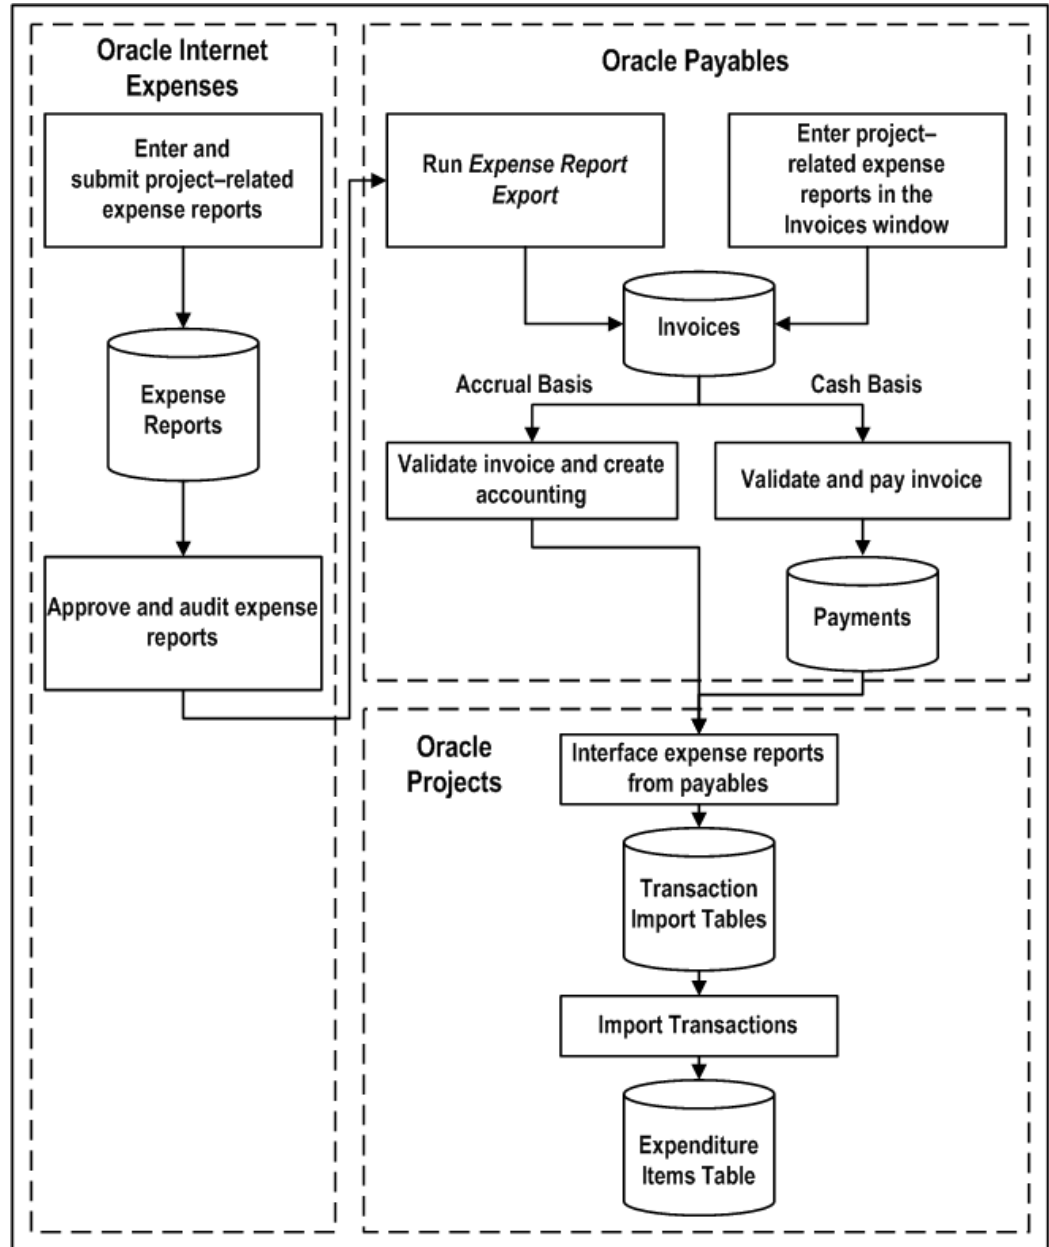 Oracle Internet
Expenses
Enter and
submit project–related
expense reports
Expense
Reports
Approve and audit expense
reports
Oracle Payables
Run Expense Report
Export
Enter project–
related expense
reports in the
Invoices window
Invoices
Accrual Basis
Cash Basis
Validate invoice and create
accounting
Validate and pay invoice
Payments
Oracle
Projects
Interface expense reports
from payables
Transaction
Import Tables
Import Transactions
Expenditure
Items Table